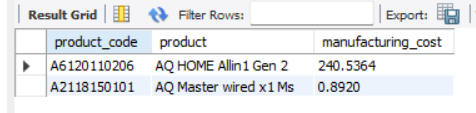 Result Grid Filter Rows: Export:
product_code product manufacturing_cost
A6120110206 AQ HOME Allin1 Gen 2 240.5364
A2118150101 AQ Master wired x1 Ms 0.8920